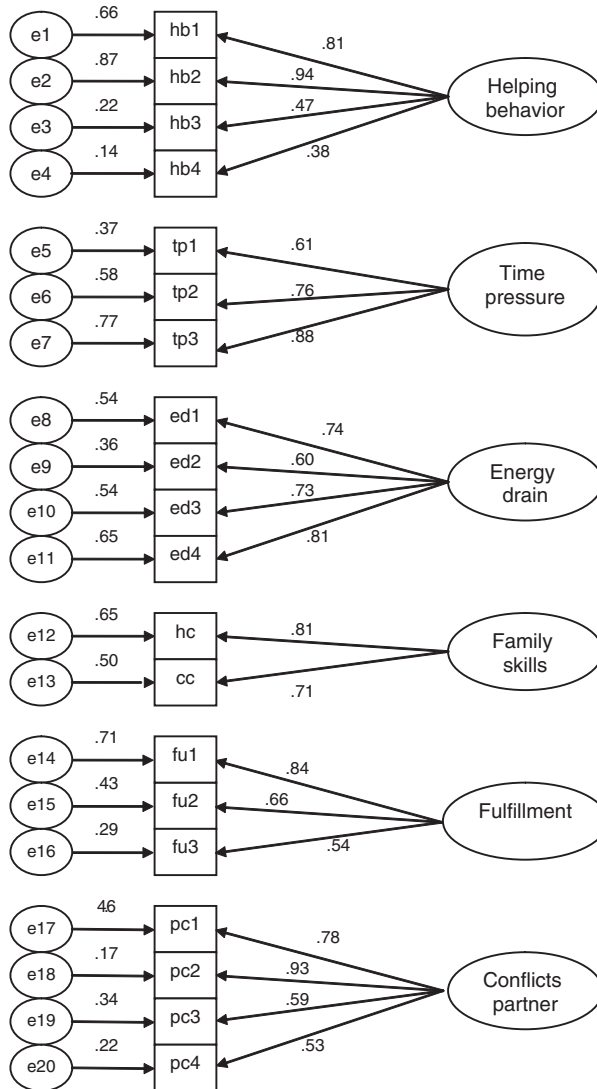 .66
e1 hb1
.81
.87
e2 hb2
.94
Helping
behavior
.22
e3 hb3
.47
.14
e4 hb4
.38
.37
e5 tp1
.61
.58
e6 tp2
.76
Time
pressure
.77
e7 tp3
.88
.54
e8 ed1
.74
.36
e9 ed2
.60
Energy
drain
.54
e10 ed3
.73
.65
e11 ed4
.81
.65
e12 hc
.81
Family
skills
.50
e13 cc
.71
.71
e14 fu1
.84
.43
e15 fu2
.66
Fulfillment
.29
e16 fu3
.54
4.6
e17 pc1
.78
.17
e18 pc2
.93
Conflicts
partner
.34
e19 pc3
.59
.22
e20 pc4
.53